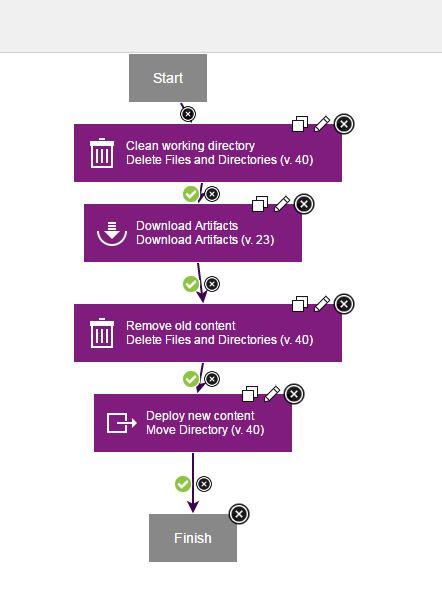 Start
Clean working directory
Delete Files and Directories (v. 40)
Download Artifacts
Download Artifacts (v. 23)
Remove old content
Delete Files and Directories (v. 40)
Deploy new content
Move Directory (v. 40)
Finish